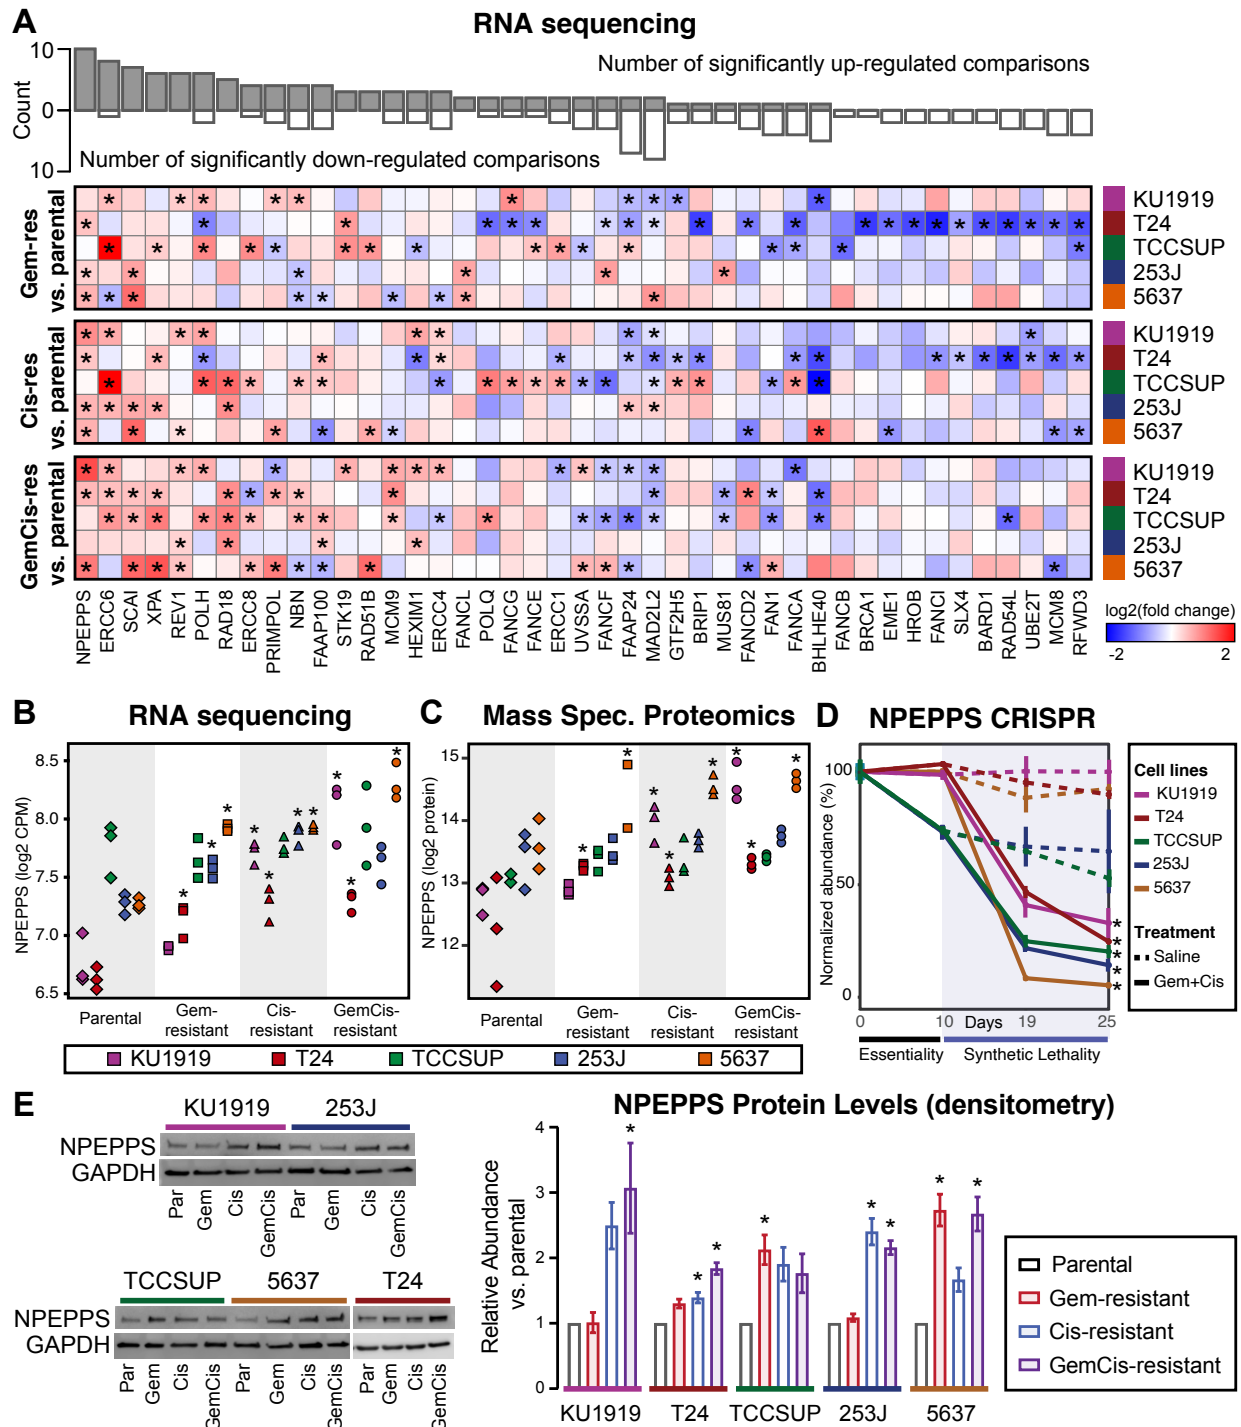 A
RNA sequencing
Count
10
0
10
Number of significantly up-regulated comparisons
Number of significantly down-regulated comparisons
Gem-res
vs. parental
KU1919
T24
TCCSUP
253J
5637
Cis-res
vs. parental
KU1919
T24
TCCSUP
253J
5637
GemCis-res
vs. parental
KU1919
T24
TCCSUP
253J
5637
NPEPPS
ERCC6
SCAI
XPA
REV1
POLH
RAD18
ERCC8
PRIMPOL
NBN
FAAP100
STK19
RAD51B
MCM9
HEXIM1
ERCC4
FANCL
POLQ
FANCG
FANCE
ERCC1
UVSSA
FANCF
FAAP24
MAD2L2
GTF2H5
BRIP1
MUS81
FANCD2
FAN1
FANCA
BHLHE40
FANCB
BRCA1
EME1
HROB
FANCI
SLX4
BARD1
RAD54L
UBE2T
MCM8
RFWD3
log2(fold change)
-2 2
B
RNA sequencing
NPEPPS (log2 CPM)
8.5
8.0
7.5
7.0
6.5
Parental
Gem-
resistant
Cis-
resistant
GemCis-
resistant
C
Mass Spec. Proteomics
NPEPPS (log2 protein)
15
14
13
12
Parental
Gem-
resistant
Cis-
resistant
GemCis-
resistant
KU1919 T24 TCCSUP 253J 5637
D
NPEPPS CRISPR
Normalized abundance (%)
100
50
0
0 10 Days 19 25
Essentiality
Synthetic Lethality
Cell lines
KU1919
T24
TCCSUP
253J
5637
Treatment
Saline
Gem+Cis
E
KU1919 253J
NPEPPS
GAPDH
Par Gem Cis GemCis Par Gem Cis GemCis
TCCSUP 5637 T24
NPEPPS
GAPDH
Par Gem Cis GemCis Par Gem Cis GemCis Par Gem Cis GemCis
NPEPPS Protein Levels (densitometry)
Relative Abundance
vs. parental
4
3
2
1
0
KU1919 T24 TCCSUP 253J 5637
Parental
Gem-resistant
Cis-resistant
GemCis-resistant